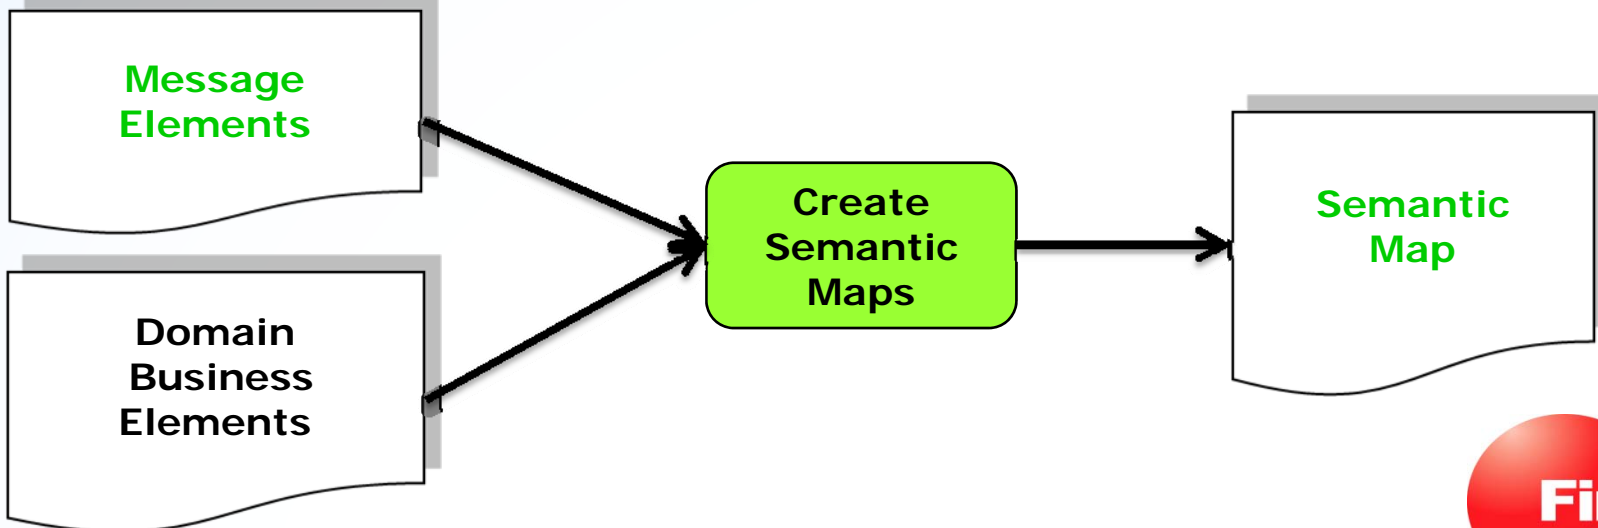 Message
Elements
Domain
Business
Elements
Create
Semantic
Maps
Semantic
Map